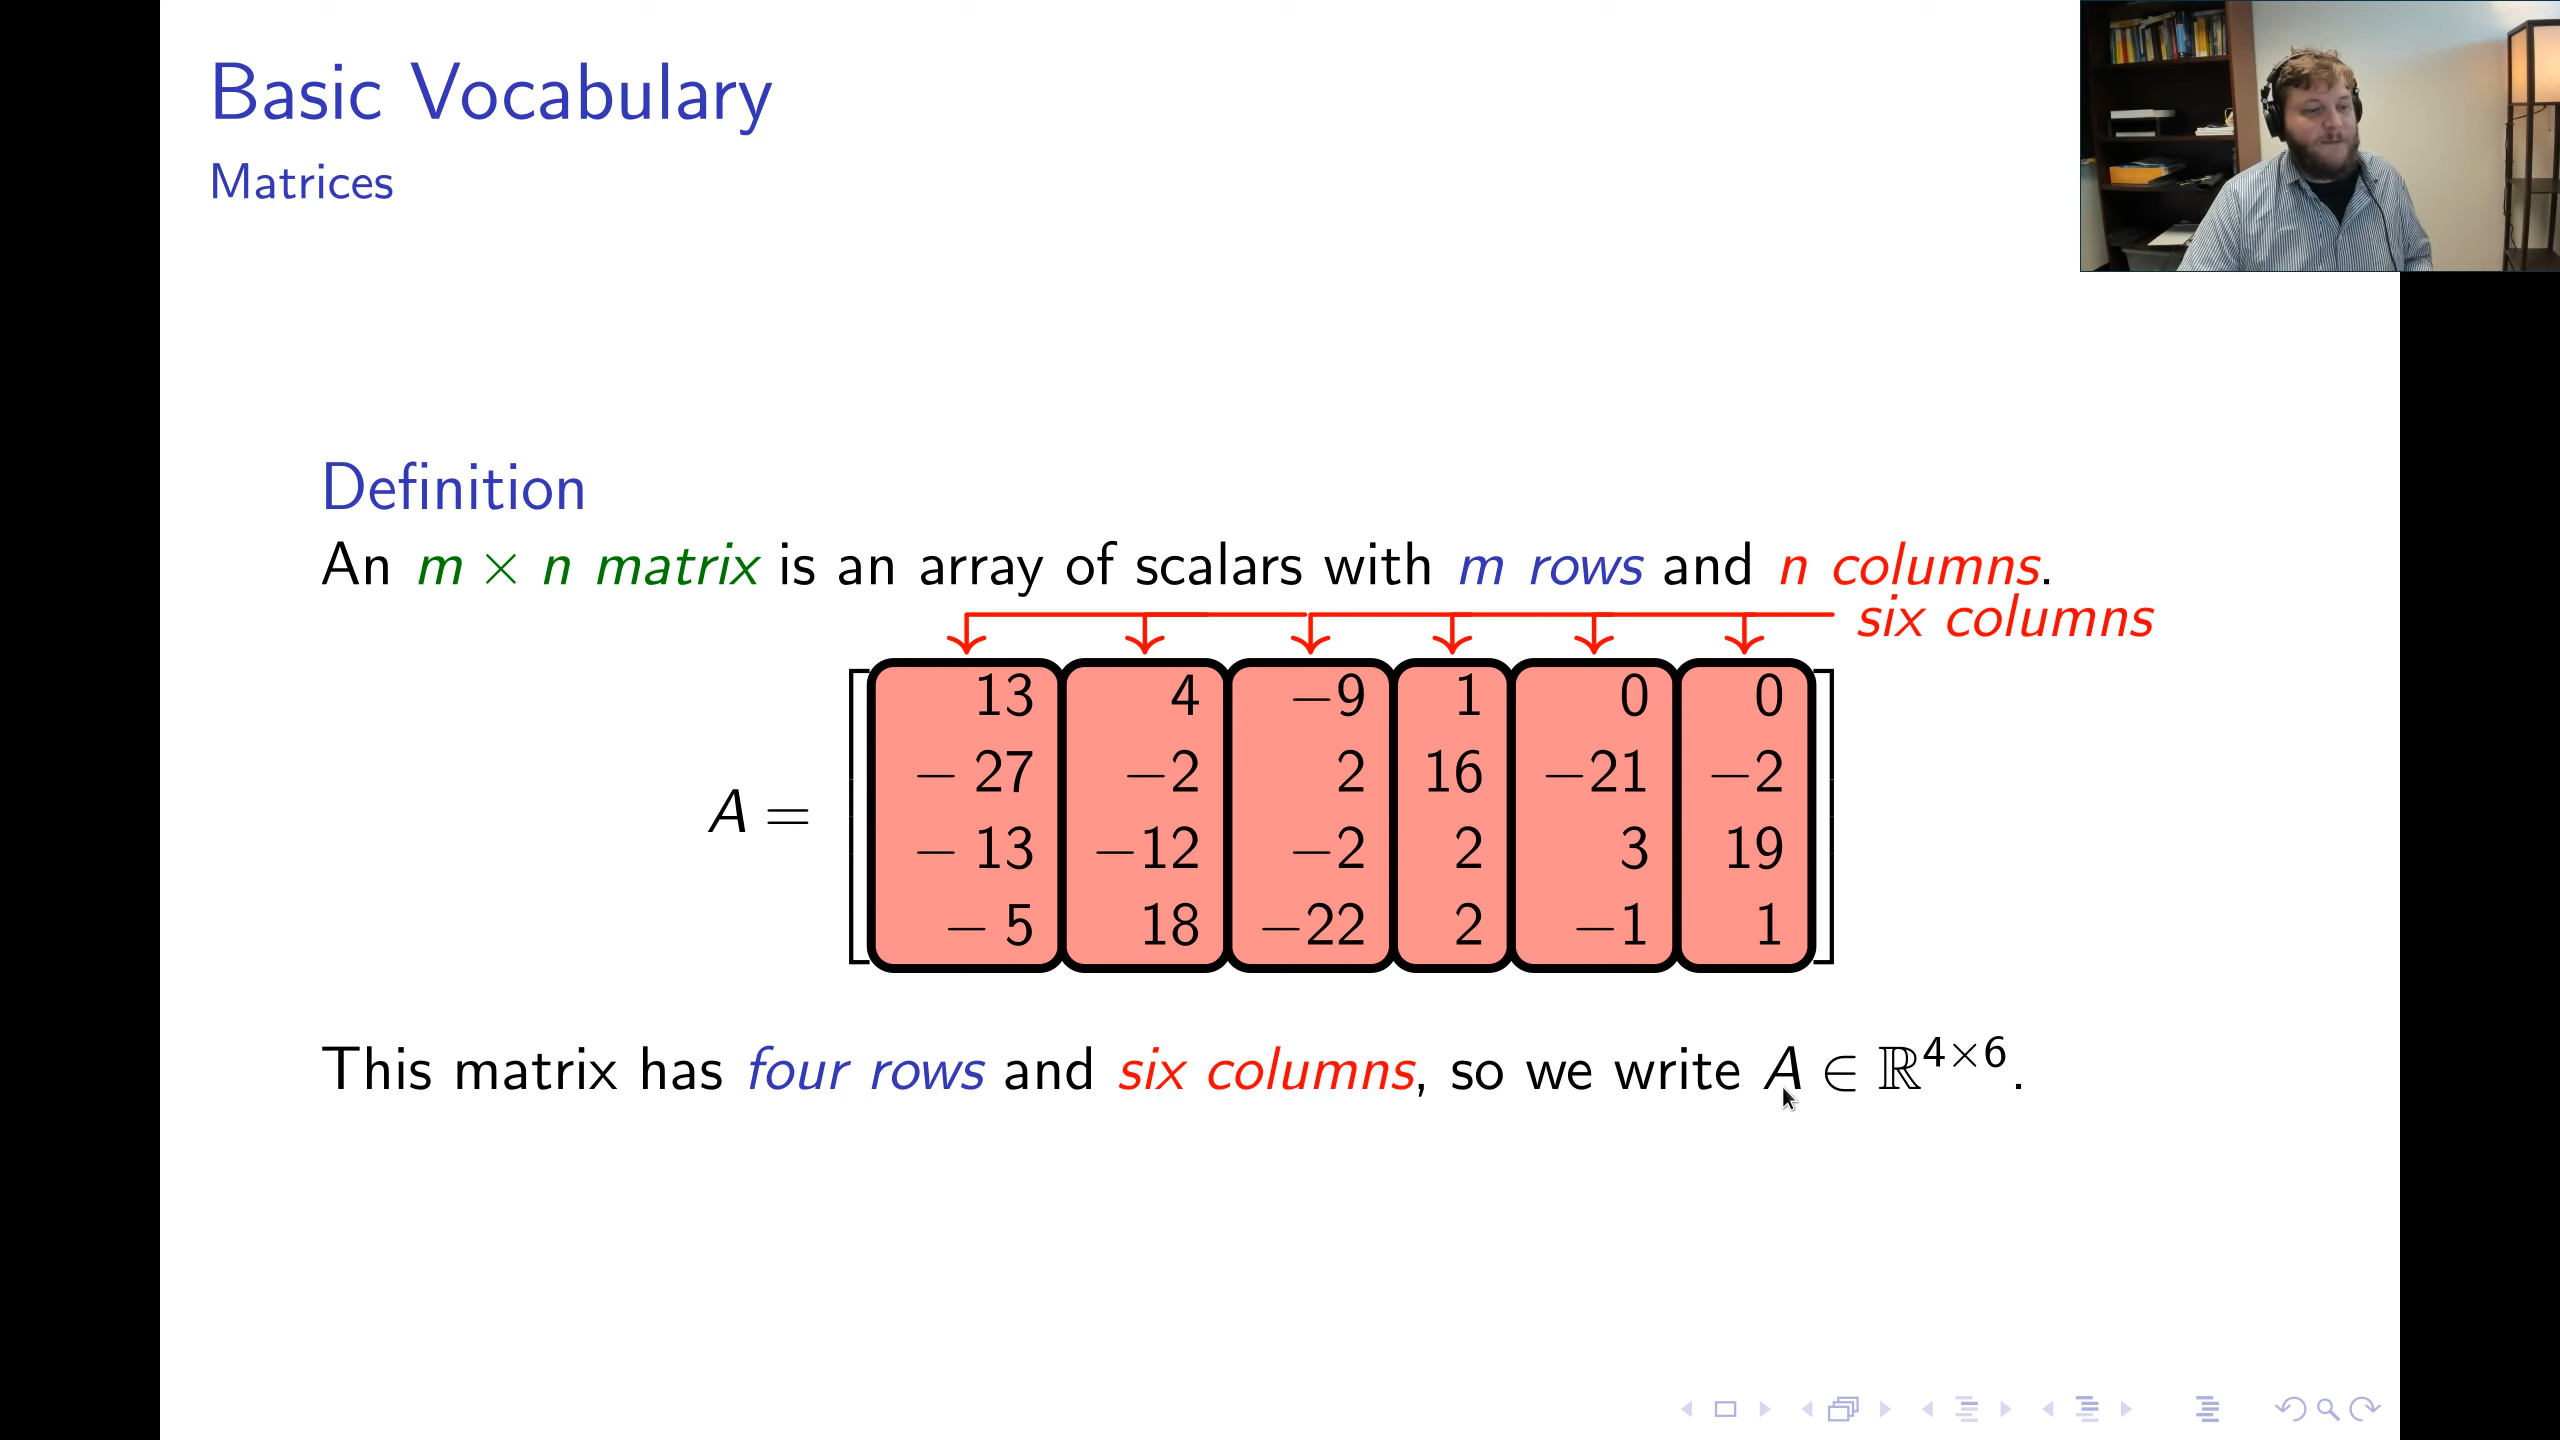 Basic Vocabulary
Matrices
Definition
An m × n matrix is an array of scalars with m rows and n columns.
six columns
A = [ 13 4 −9 1 0 0
− 27 −2 2 16 −21 −2
− 13 −12 −2 2 3 19
− 5 18 −22 2 −1 1 ]
This matrix has four rows and six columns, so we write A ∈ ℝ^{4×6}.